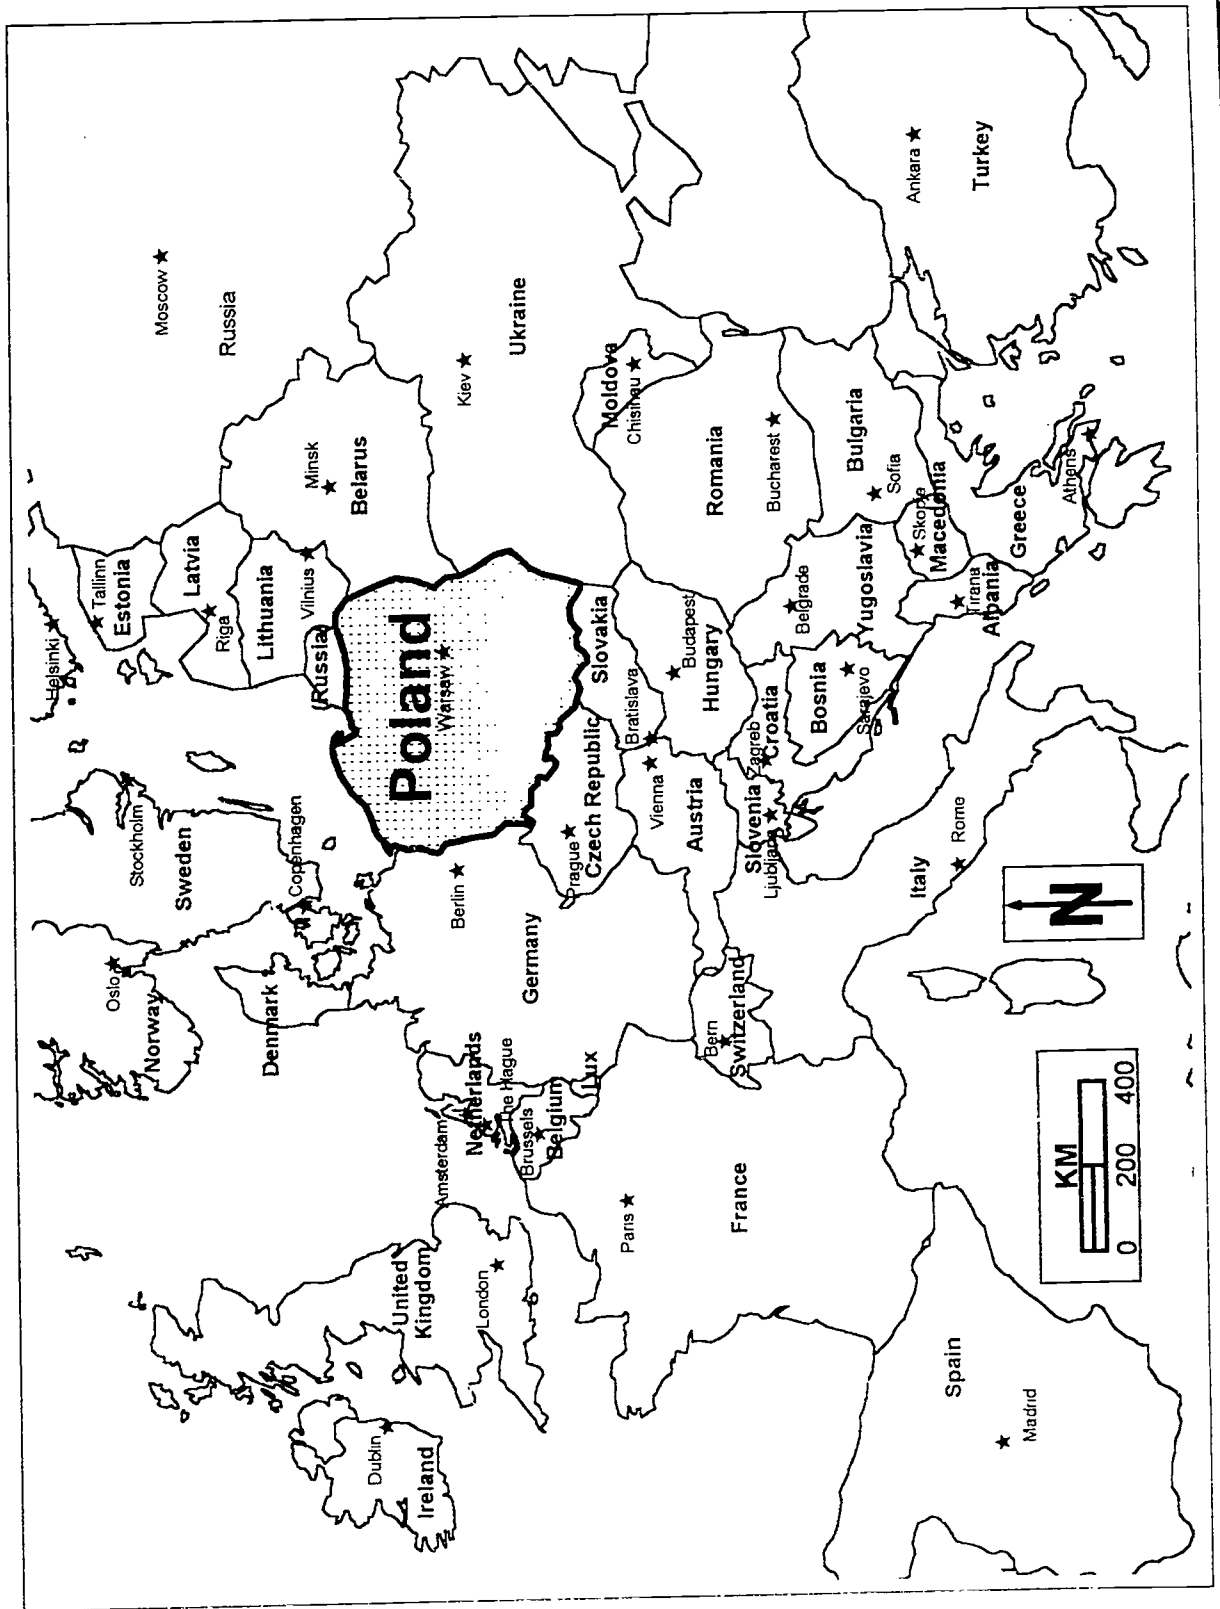 Helsinki
Tallinn
Estonia
Oslo
Norway
Stockholm
Sweden
Latvia
Riga
Moscow
Russia
Denmark
Copenhagen
Lithuania
Vilnius
Russia
Minsk
Belarus
Dublin
Ireland
United
Kingdom
London
Amsterdam
Netherlands
The Hague
Brussels
Belgium
Lux
Berlin
Germany
Poland
Warsaw
Kiev
Ukraine
Prague
Czech Republic
Slovakia
Bratislava
Vienna
Austria
Budapest
Hungary
Moldova
Chisinau
Paris
France
Bern
Switzerland
Slovenia
Ljubljana
Zagreb
Croatia
Bosnia
Sarajevo
Belgrade
Yugoslavia
Romania
Bucharest
Bulgaria
Sofia
Skopje
Macedonia
Tirana
Albania
Greece
Athens
Ankara
Turkey
Italy
Rome
Spain
Madrid
KM
0 200 400
N